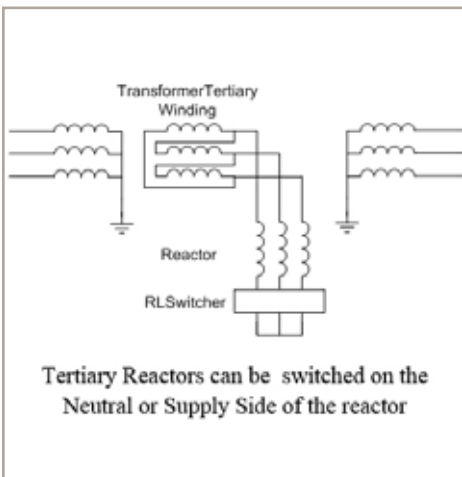 TransformerTertiary
Winding
Reactor
RLSwitcher
Tertiary Reactors can be switched on the
Neutral or Supply Side of the reactor